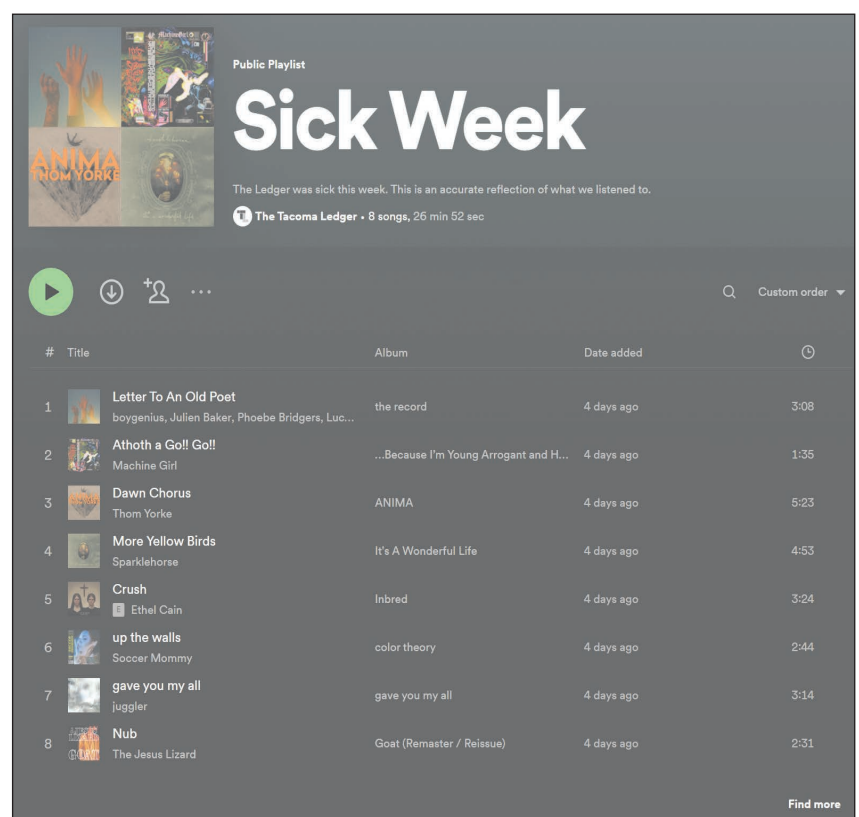 Public Playlist
Sick Week
The Ledger was sick this week. This is an accurate reflection of what we listened to.
The Tacoma Ledger • 8 songs, 26 min 52 sec
Custom order
# Title Album Date added
1 Letter To An Old Poet the record 4 days ago 3:08
boygenius, Julien Baker, Phoebe Bridgers, Luc...
2 Athoth a Go!! Go!! ...Because I'm Young Arrogant and H... 4 days ago 1:35
Machine Girl
3 Dawn Chorus ANIMA 4 days ago 5:23
Thom Yorke
4 More Yellow Birds It's A Wonderful Life 4 days ago 4:53
Sparklehorse
5 Crush Inbred 4 days ago 3:24
E Ethel Cain
6 up the walls color theory 4 days ago 2:44
Soccer Mommy
7 gave you my all gave you my all 4 days ago 3:14
juggler
8 Nub Goat (Remaster / Reissue) 4 days ago 2:31
The Jesus Lizard
Find more
ANIMA
THOM YORKE